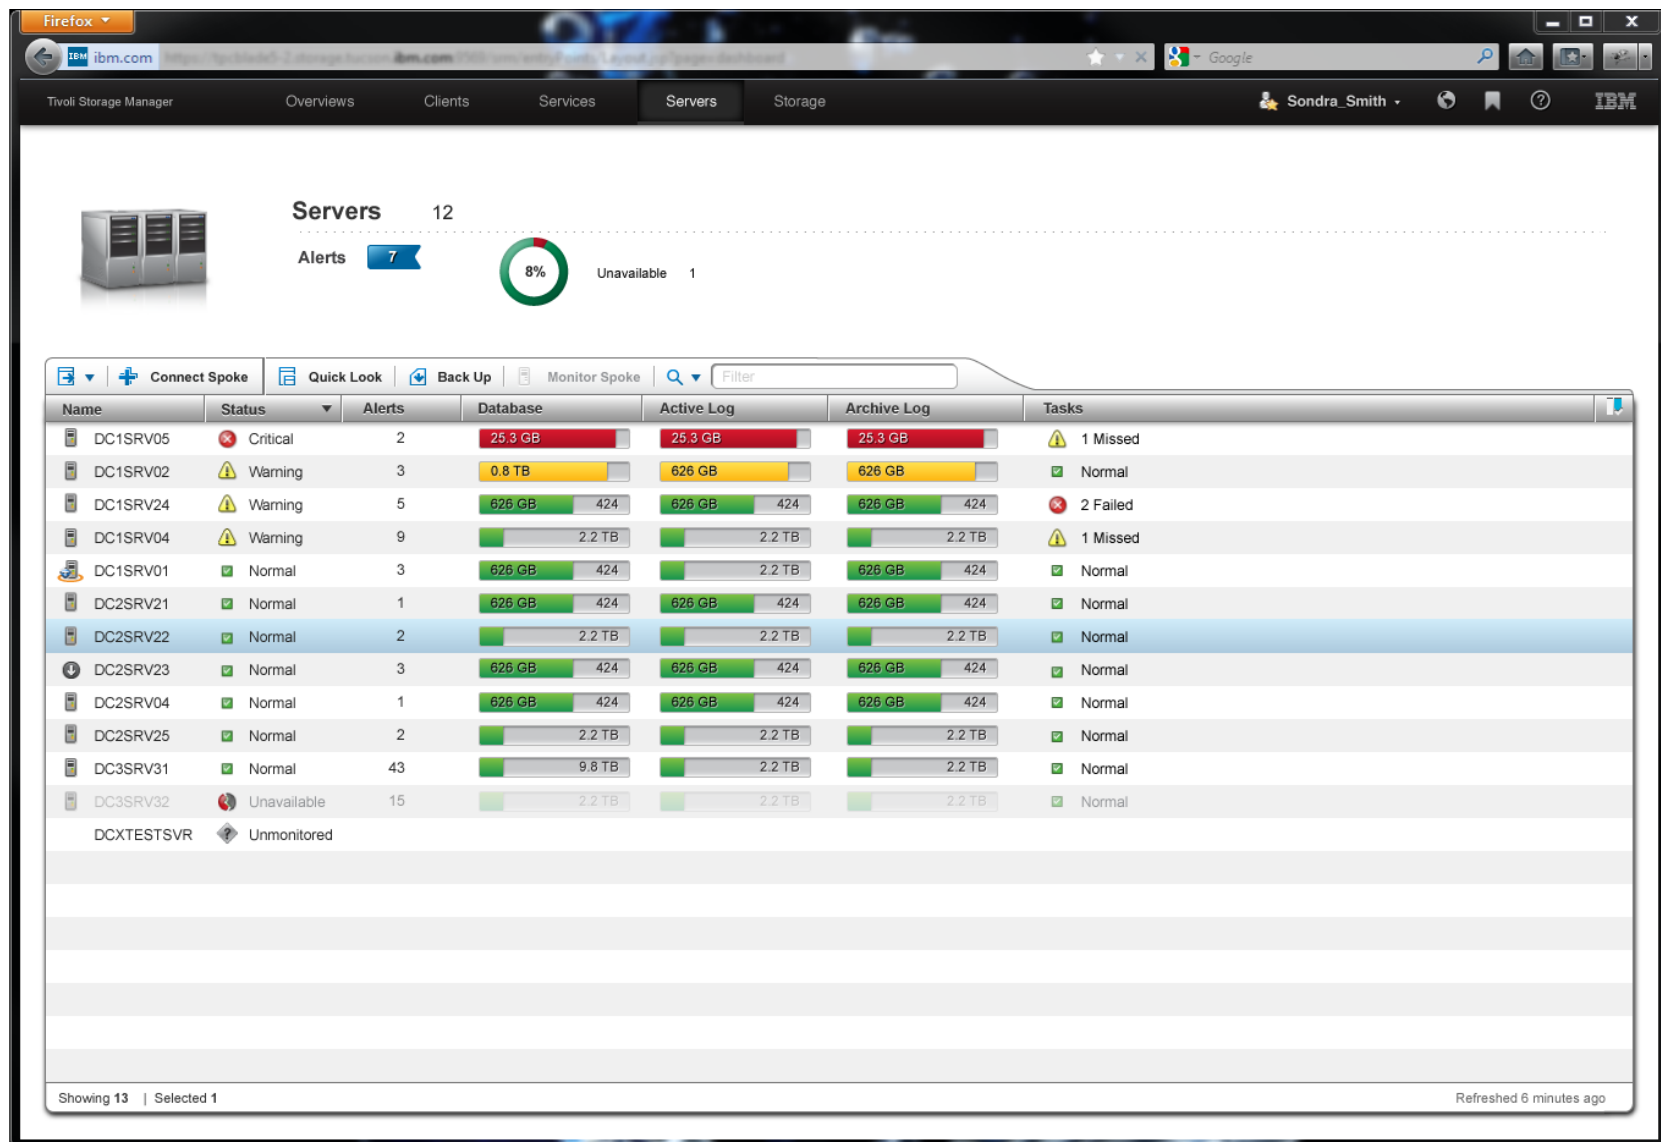 Firefox
IBM ibm.com ibm.com Google
Tivoli Storage Manager Overviews Clients Services Servers Storage Sondra_Smith IBM
Servers 12
Alerts 7 8% Unavailable 1
Connect Spoke Quick Look Back Up Monitor Spoke Filter
Name Status Alerts Database Active Log Archive Log Tasks
DC1SRV05 Critical 2 25.3 GB 25.3 GB 25.3 GB 1 Missed
DC1SRV02 Warning 3 0.8 TB 626 GB 626 GB Normal
DC1SRV24 Warning 5 626 GB 424 626 GB 424 626 GB 424 2 Failed
DC1SRV04 Warning 9 2.2 TB 2.2 TB 2.2 TB 1 Missed
DC1SRV01 Normal 3 626 GB 424 2.2 TB 626 GB 424 Normal
DC2SRV21 Normal 1 626 GB 424 626 GB 424 626 GB 424 Normal
DC2SRV22 Normal 2 2.2 TB 2.2 TB 2.2 TB Normal
DC2SRV23 Normal 3 626 GB 424 626 GB 424 626 GB 424 Normal
DC2SRV04 Normal 1 626 GB 424 626 GB 424 626 GB 424 Normal
DC2SRV25 Normal 2 2.2 TB 2.2 TB 2.2 TB Normal
DC3SRV31 Normal 43 9.8 TB 2.2 TB 2.2 TB Normal
DC3SRV32 Unavailable 15 2.2 TB 2.2 TB 2.2 TB Normal
DCXTESTSVR Unmonitored
Showing 13 | Selected 1 Refreshed 6 minutes ago